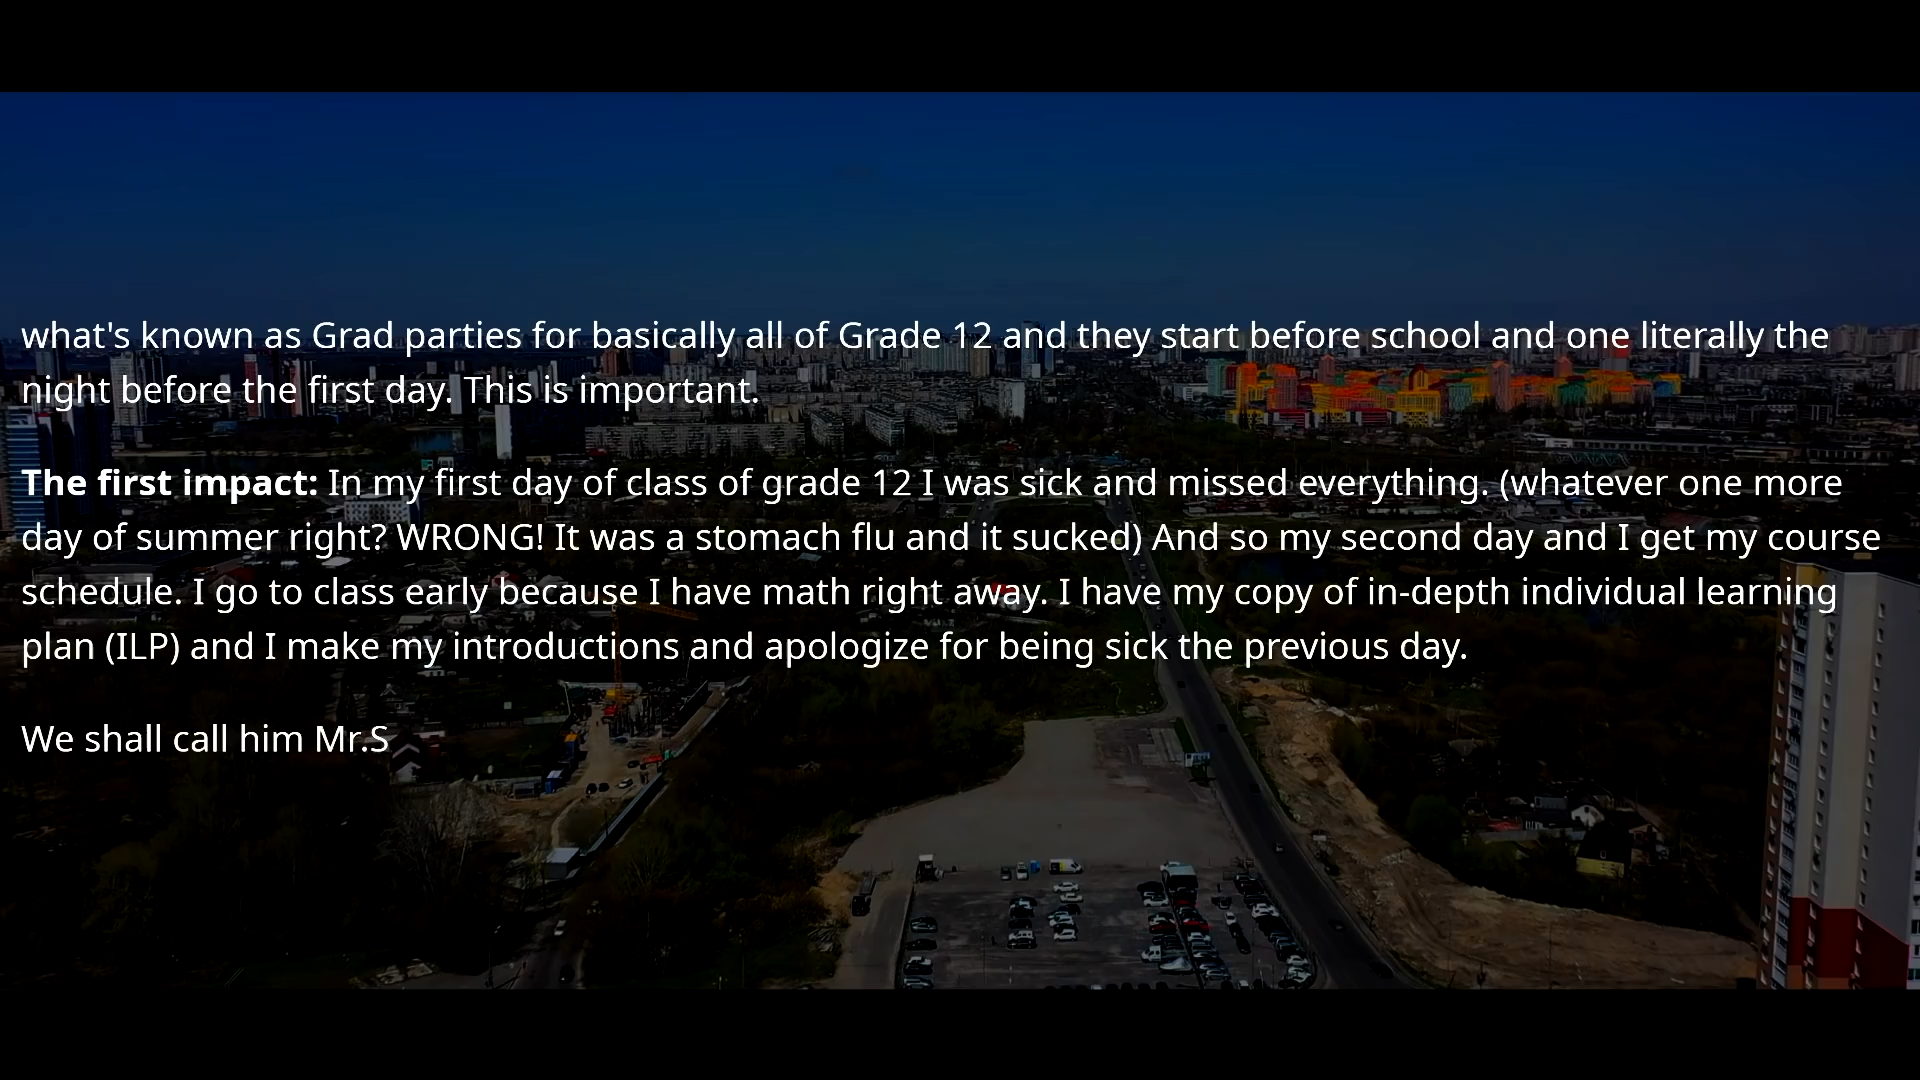 what's known as Grad parties for basically all of Grade 12 and they start before school and one literally the
night before the first day. This is important.
The first impact: In my first day of class of grade 12 I was sick and missed everything. (whatever one more
day of summer right? WRONG! It was a stomach flu and it sucked) And so my second day and I get my course
schedule. I go to class early because I have math right away. I have my copy of in-depth individual learning
plan (ILP) and I make my introductions and apologize for being sick the previous day.
We shall call him Mr.S